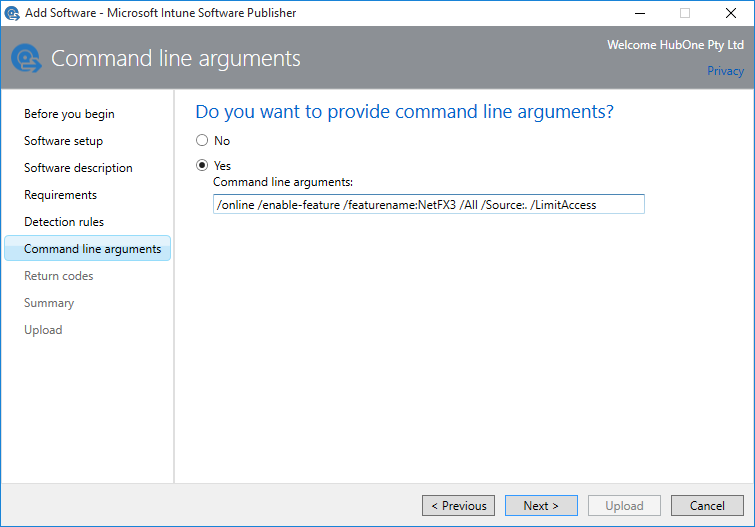 Add Software - Microsoft Intune Software Publisher
Welcome HubOne Pty Ltd
Command line arguments
Privacy
Before you begin
Software setup
Software description
Requirements
Detection rules
Command line arguments
Return codes
Summary
Upload
Do you want to provide command line arguments?
No
Yes
Command line arguments:
/online /enable-feature /featurename:NetFX3 /All /Source:. /LimitAccess
< Previous
Next >
Upload
Cancel